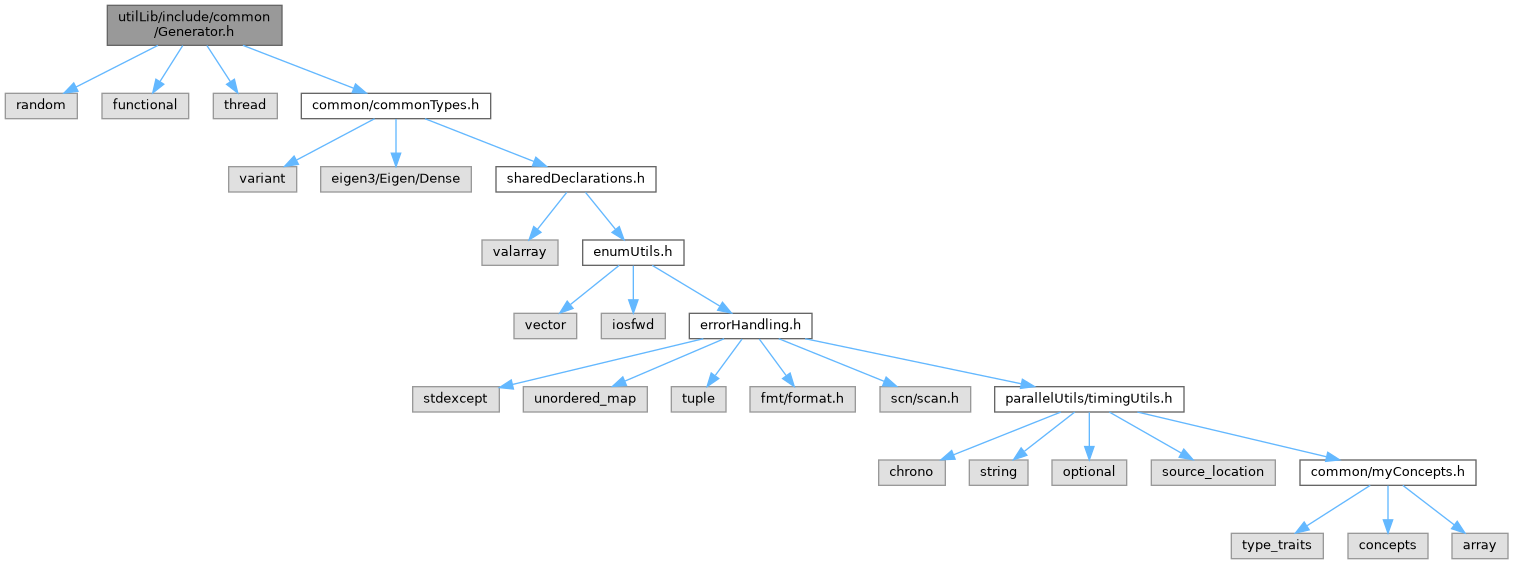 utilLib/include/common
/Generator.h
random
functional
thread
common/commonTypes.h
variant
eigen3/Eigen/Dense
sharedDeclarations.h
valarray
enumUtils.h
vector
iosfwd
errorHandling.h
stdexcept
unordered_map
tuple
fmt/format.h
scn/scan.h
parallelUtils/timingUtils.h
chrono
string
optional
source_location
common/myConcepts.h
type_traits
concepts
array